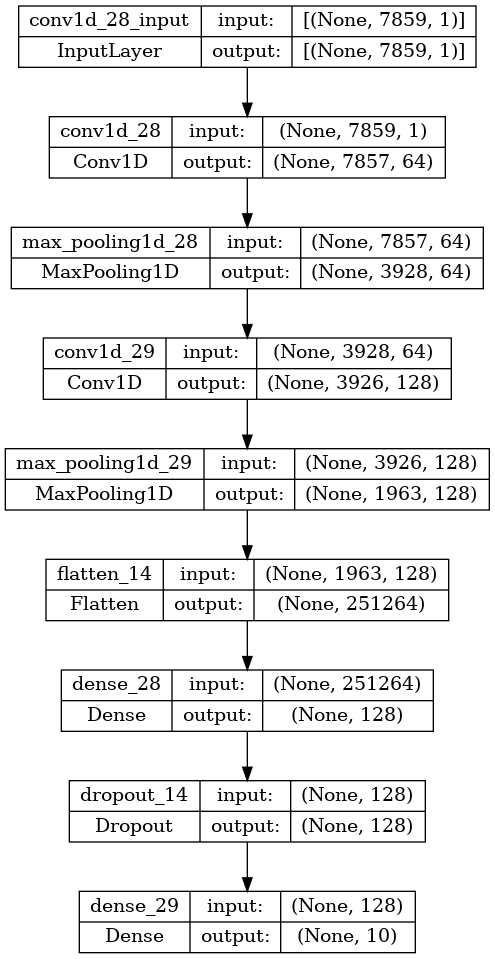 conv1d_28_input input: [(None, 7859, 1)]
InputLayer output: [(None, 7859, 1)]
conv1d_28 input: (None, 7859, 1)
Conv1D output: (None, 7857, 64)
max_pooling1d_28 input: (None, 7857, 64)
MaxPooling1D output: (None, 3928, 64)
conv1d_29 input: (None, 3928, 64)
Conv1D output: (None, 3926, 128)
max_pooling1d_29 input: (None, 3926, 128)
MaxPooling1D output: (None, 1963, 128)
flatten_14 input: (None, 1963, 128)
Flatten output: (None, 251264)
dense_28 input: (None, 251264)
Dense output: (None, 128)
dropout_14 input: (None, 128)
Dropout output: (None, 128)
dense_29 input: (None, 128)
Dense output: (None, 10)